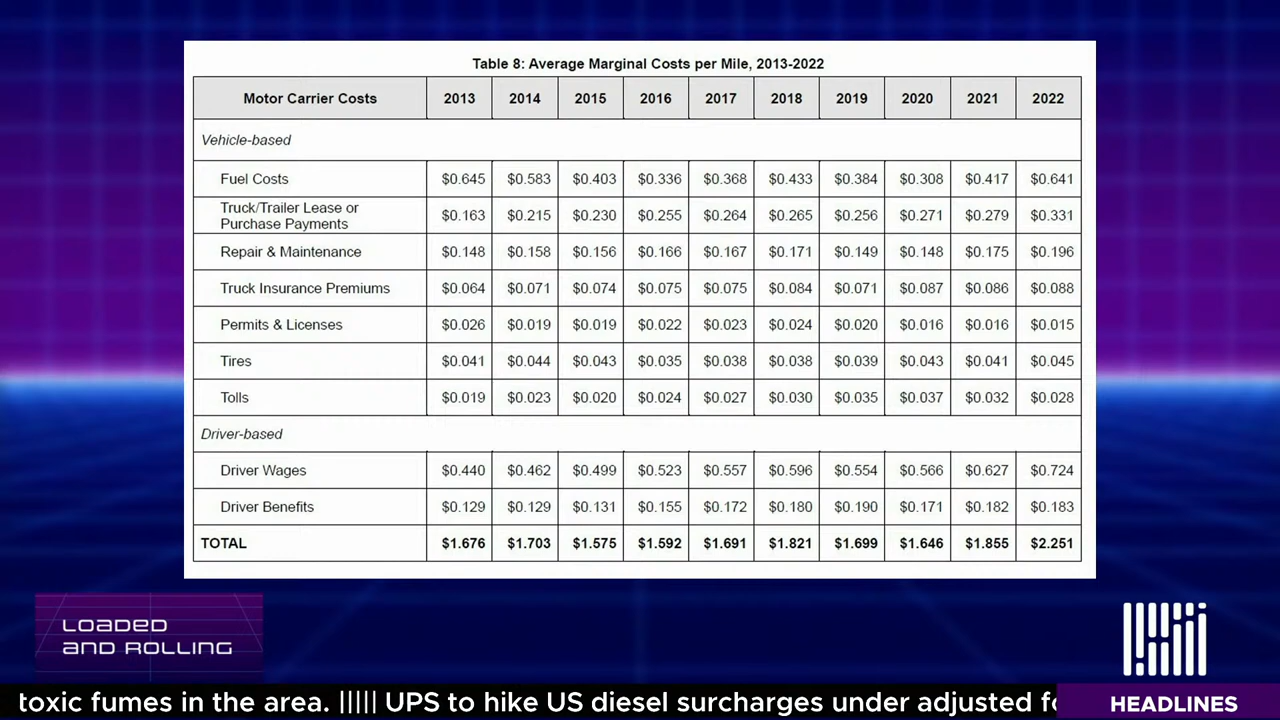 Table 8: Average Marginal Costs per Mile, 2013-2022
Motor Carrier Costs 2013 2014 2015 2016 2017 2018 2019 2020 2021 2022
Vehicle-based
Fuel Costs $0.645 $0.583 $0.403 $0.336 $0.368 $0.433 $0.384 $0.308 $0.417 $0.641
Truck/Trailer Lease or
Purchase Payments $0.163 $0.215 $0.230 $0.255 $0.264 $0.265 $0.256 $0.271 $0.279 $0.331
Repair & Maintenance $0.148 $0.158 $0.156 $0.166 $0.167 $0.171 $0.149 $0.148 $0.175 $0.196
Truck Insurance Premiums $0.064 $0.071 $0.074 $0.075 $0.075 $0.084 $0.071 $0.087 $0.086 $0.088
Permits & Licenses $0.026 $0.019 $0.019 $0.022 $0.023 $0.024 $0.020 $0.016 $0.016 $0.015
Tires $0.041 $0.044 $0.043 $0.035 $0.038 $0.038 $0.039 $0.043 $0.041 $0.045
Tolls $0.019 $0.023 $0.020 $0.024 $0.027 $0.030 $0.035 $0.037 $0.032 $0.028
Driver-based
Driver Wages $0.440 $0.462 $0.499 $0.523 $0.557 $0.596 $0.554 $0.566 $0.627 $0.724
Driver Benefits $0.129 $0.129 $0.131 $0.155 $0.172 $0.180 $0.190 $0.171 $0.182 $0.183
TOTAL $1.676 $1.703 $1.575 $1.592 $1.691 $1.821 $1.699 $1.646 $1.855 $2.251
LOADED
AND ROLLING
toxic fumes in the area. ||||| UPS to hike US diesel surcharges under adjusted
HEADLINES